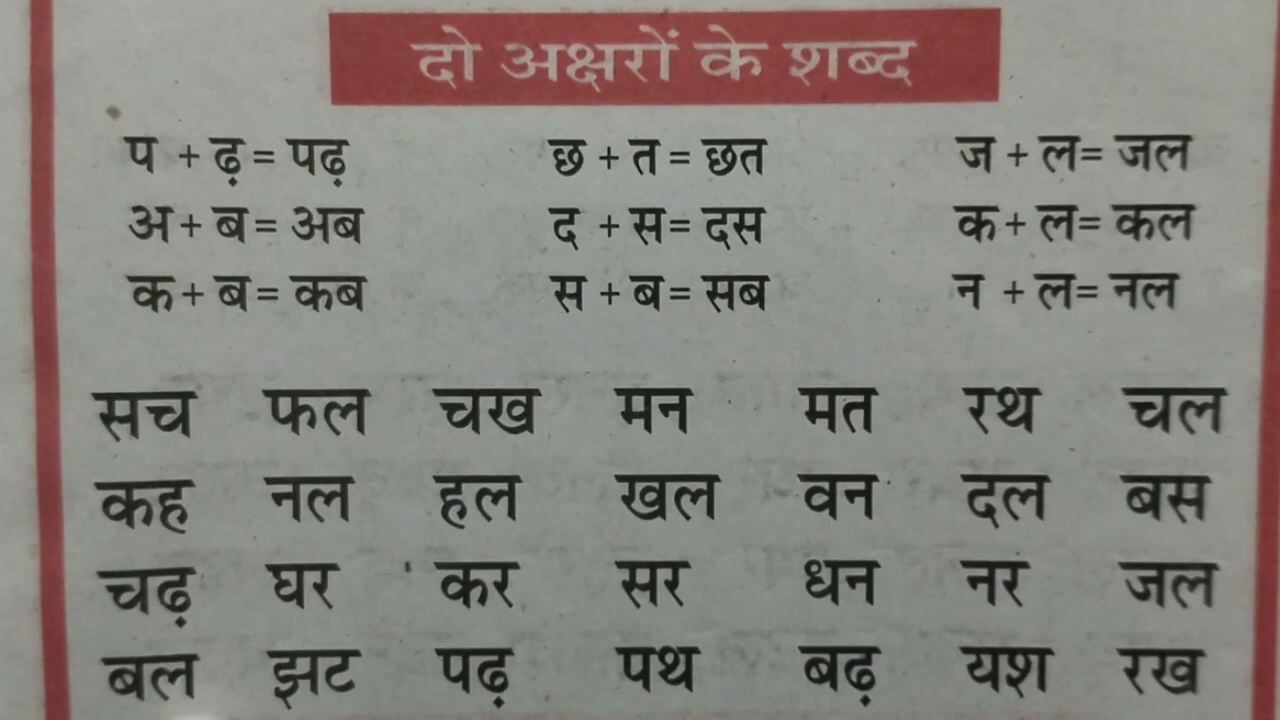 दो अक्षरों के शब्द
प + ढ़ = पढ़ छ + त = छत ज + ल= जल
अ + ब = अब द + स= दस क + ल= कल
क + ब = कब स + ब = सब न + ल= नल
सच फल चख मन मत रथ चल
कह नल हल खल वन दल बस
चढ़ घर कर सर धन नर जल
बल झट पढ़ पथ बढ़ यश रख